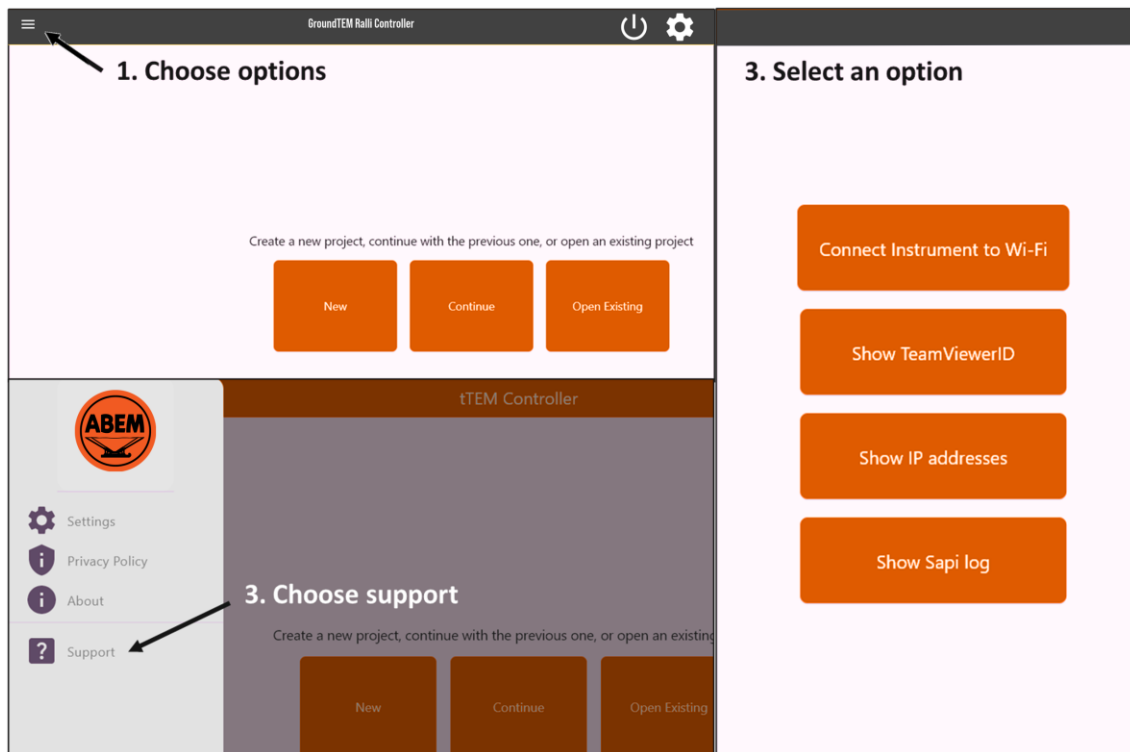 GroundTEM Ralli Controller
1. Choose options
Create a new project, continue with the previous one, or open an existing project
New
Continue
Open Existing
ABEM
tTEM Controller
Settings
Privacy Policy
About
3. Choose support
Support
Create a new project, continue with the previous one, or open an existing
New
Continue
Open Existing
3. Select an option
Connect Instrument to Wi-Fi
Show TeamViewerID
Show IP addresses
Show Sapi log